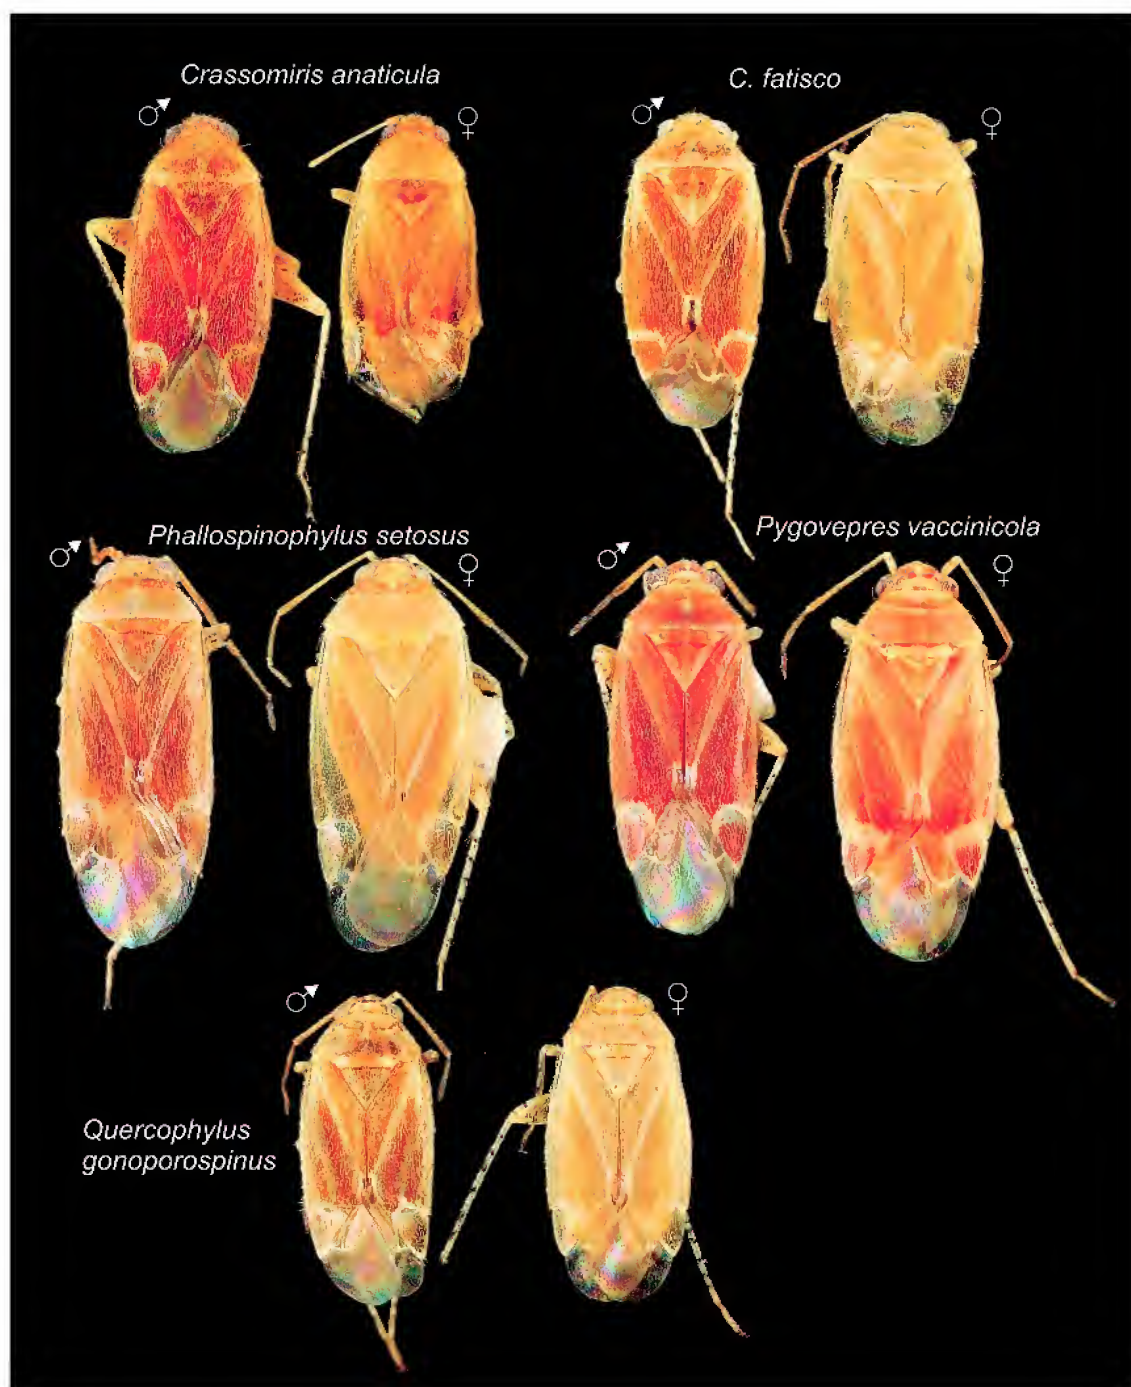 Crassomiris anaticula
C. fatisco
♂ ♀ ♂ ♀
Phallospinophylus setosus
Pygovepres vaccinicola
♂ ♀ ♂ ♀
♂ ♀
Quercophylus
gonoporospinus